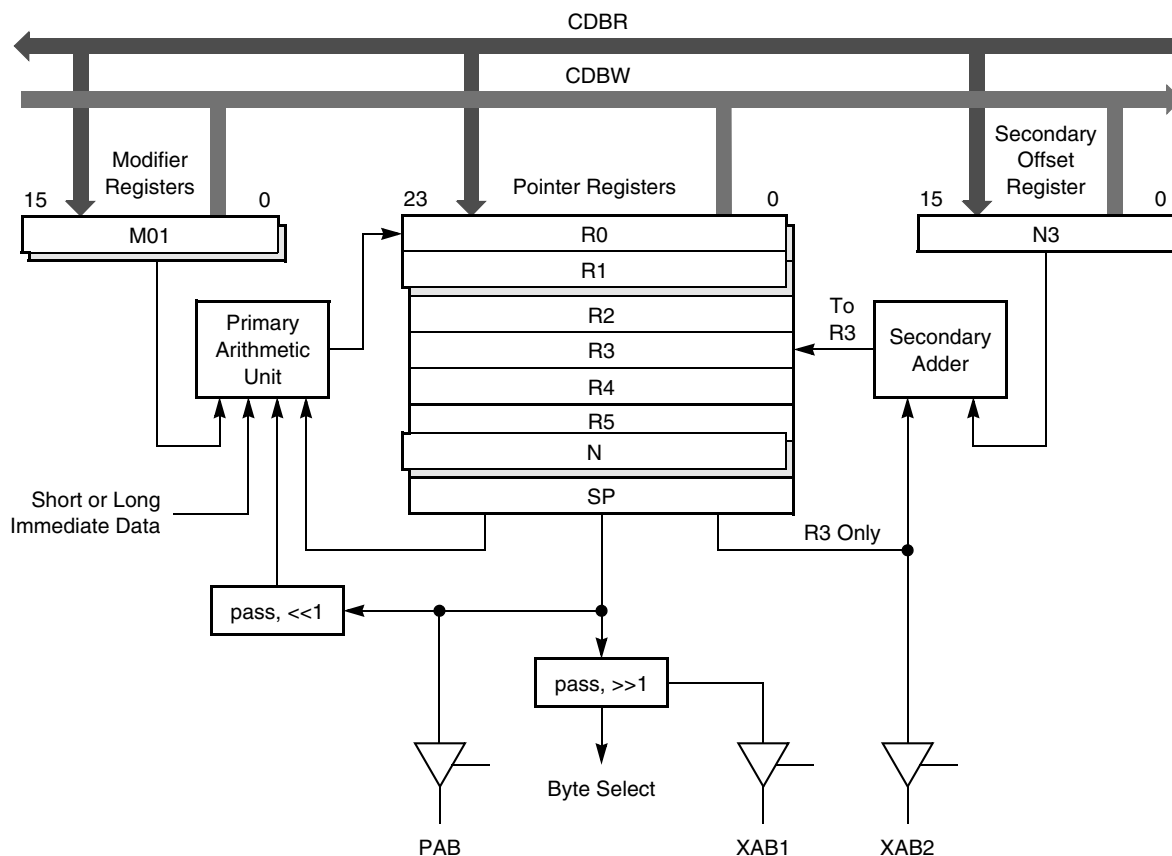 CDBR
CDBW
Modifier
Registers
15
0
M01
Pointer Registers
23
0
Secondary
Offset
Register
15
0
N3
R0
R1
R2
R3
R4
R5
N
SP
Primary
Arithmetic
Unit
To
R3
Secondary
Adder
Short or Long
Immediate Data
R3 Only
pass, <<1
pass, >>1
Byte Select
PAB
XAB1
XAB2